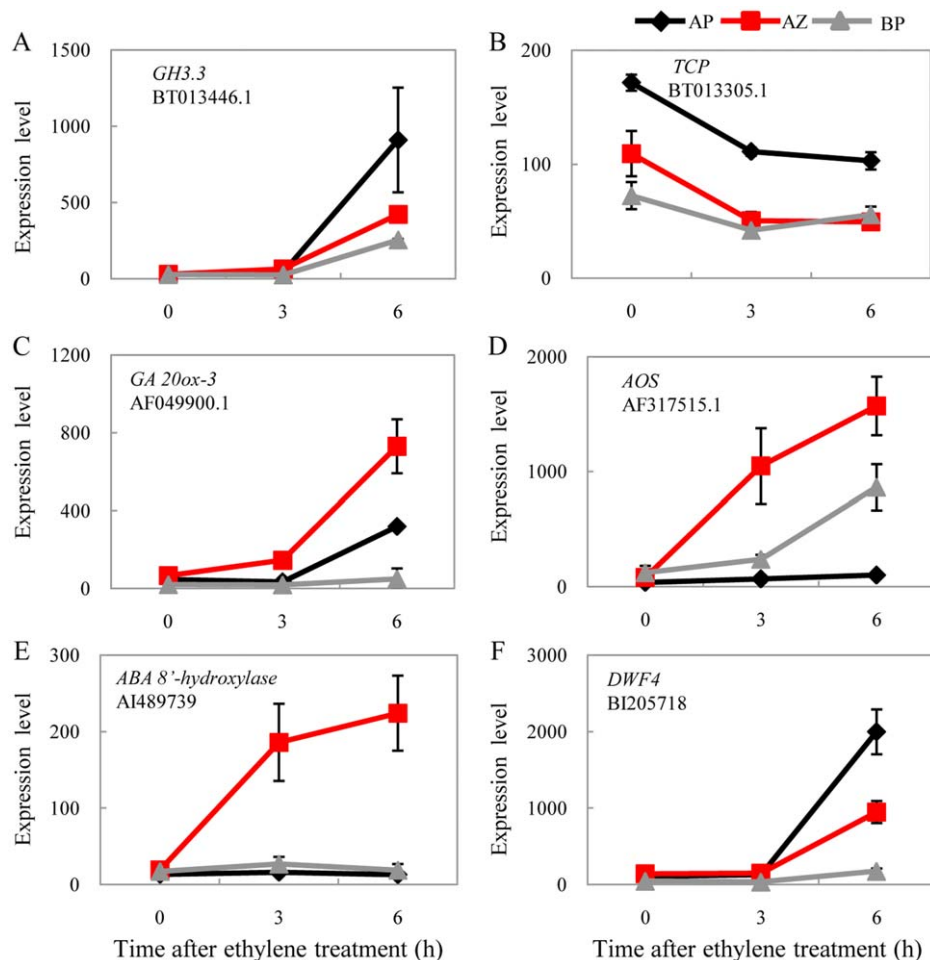 AP AZ BP
A
1500
1000
500
0
Expression level
GH3.3
BT013446.1
0 3 6
B
200
100
0
Expression level
TCP
BT013305.1
0 3 6
C
1200
800
400
0
Expression level
GA 20ox-3
AF049900.1
0 3 6
D
2000
1000
0
Expression level
AOS
AF317515.1
0 3 6
E
300
200
100
0
Expression level
ABA 8’-hydroxylase
AI489739
0 3 6
Time after ethylene treatment (h)
F
3000
2000
1000
0
Expression level
DWF4
BI205718
0 3 6
Time after ethylene treatment (h)